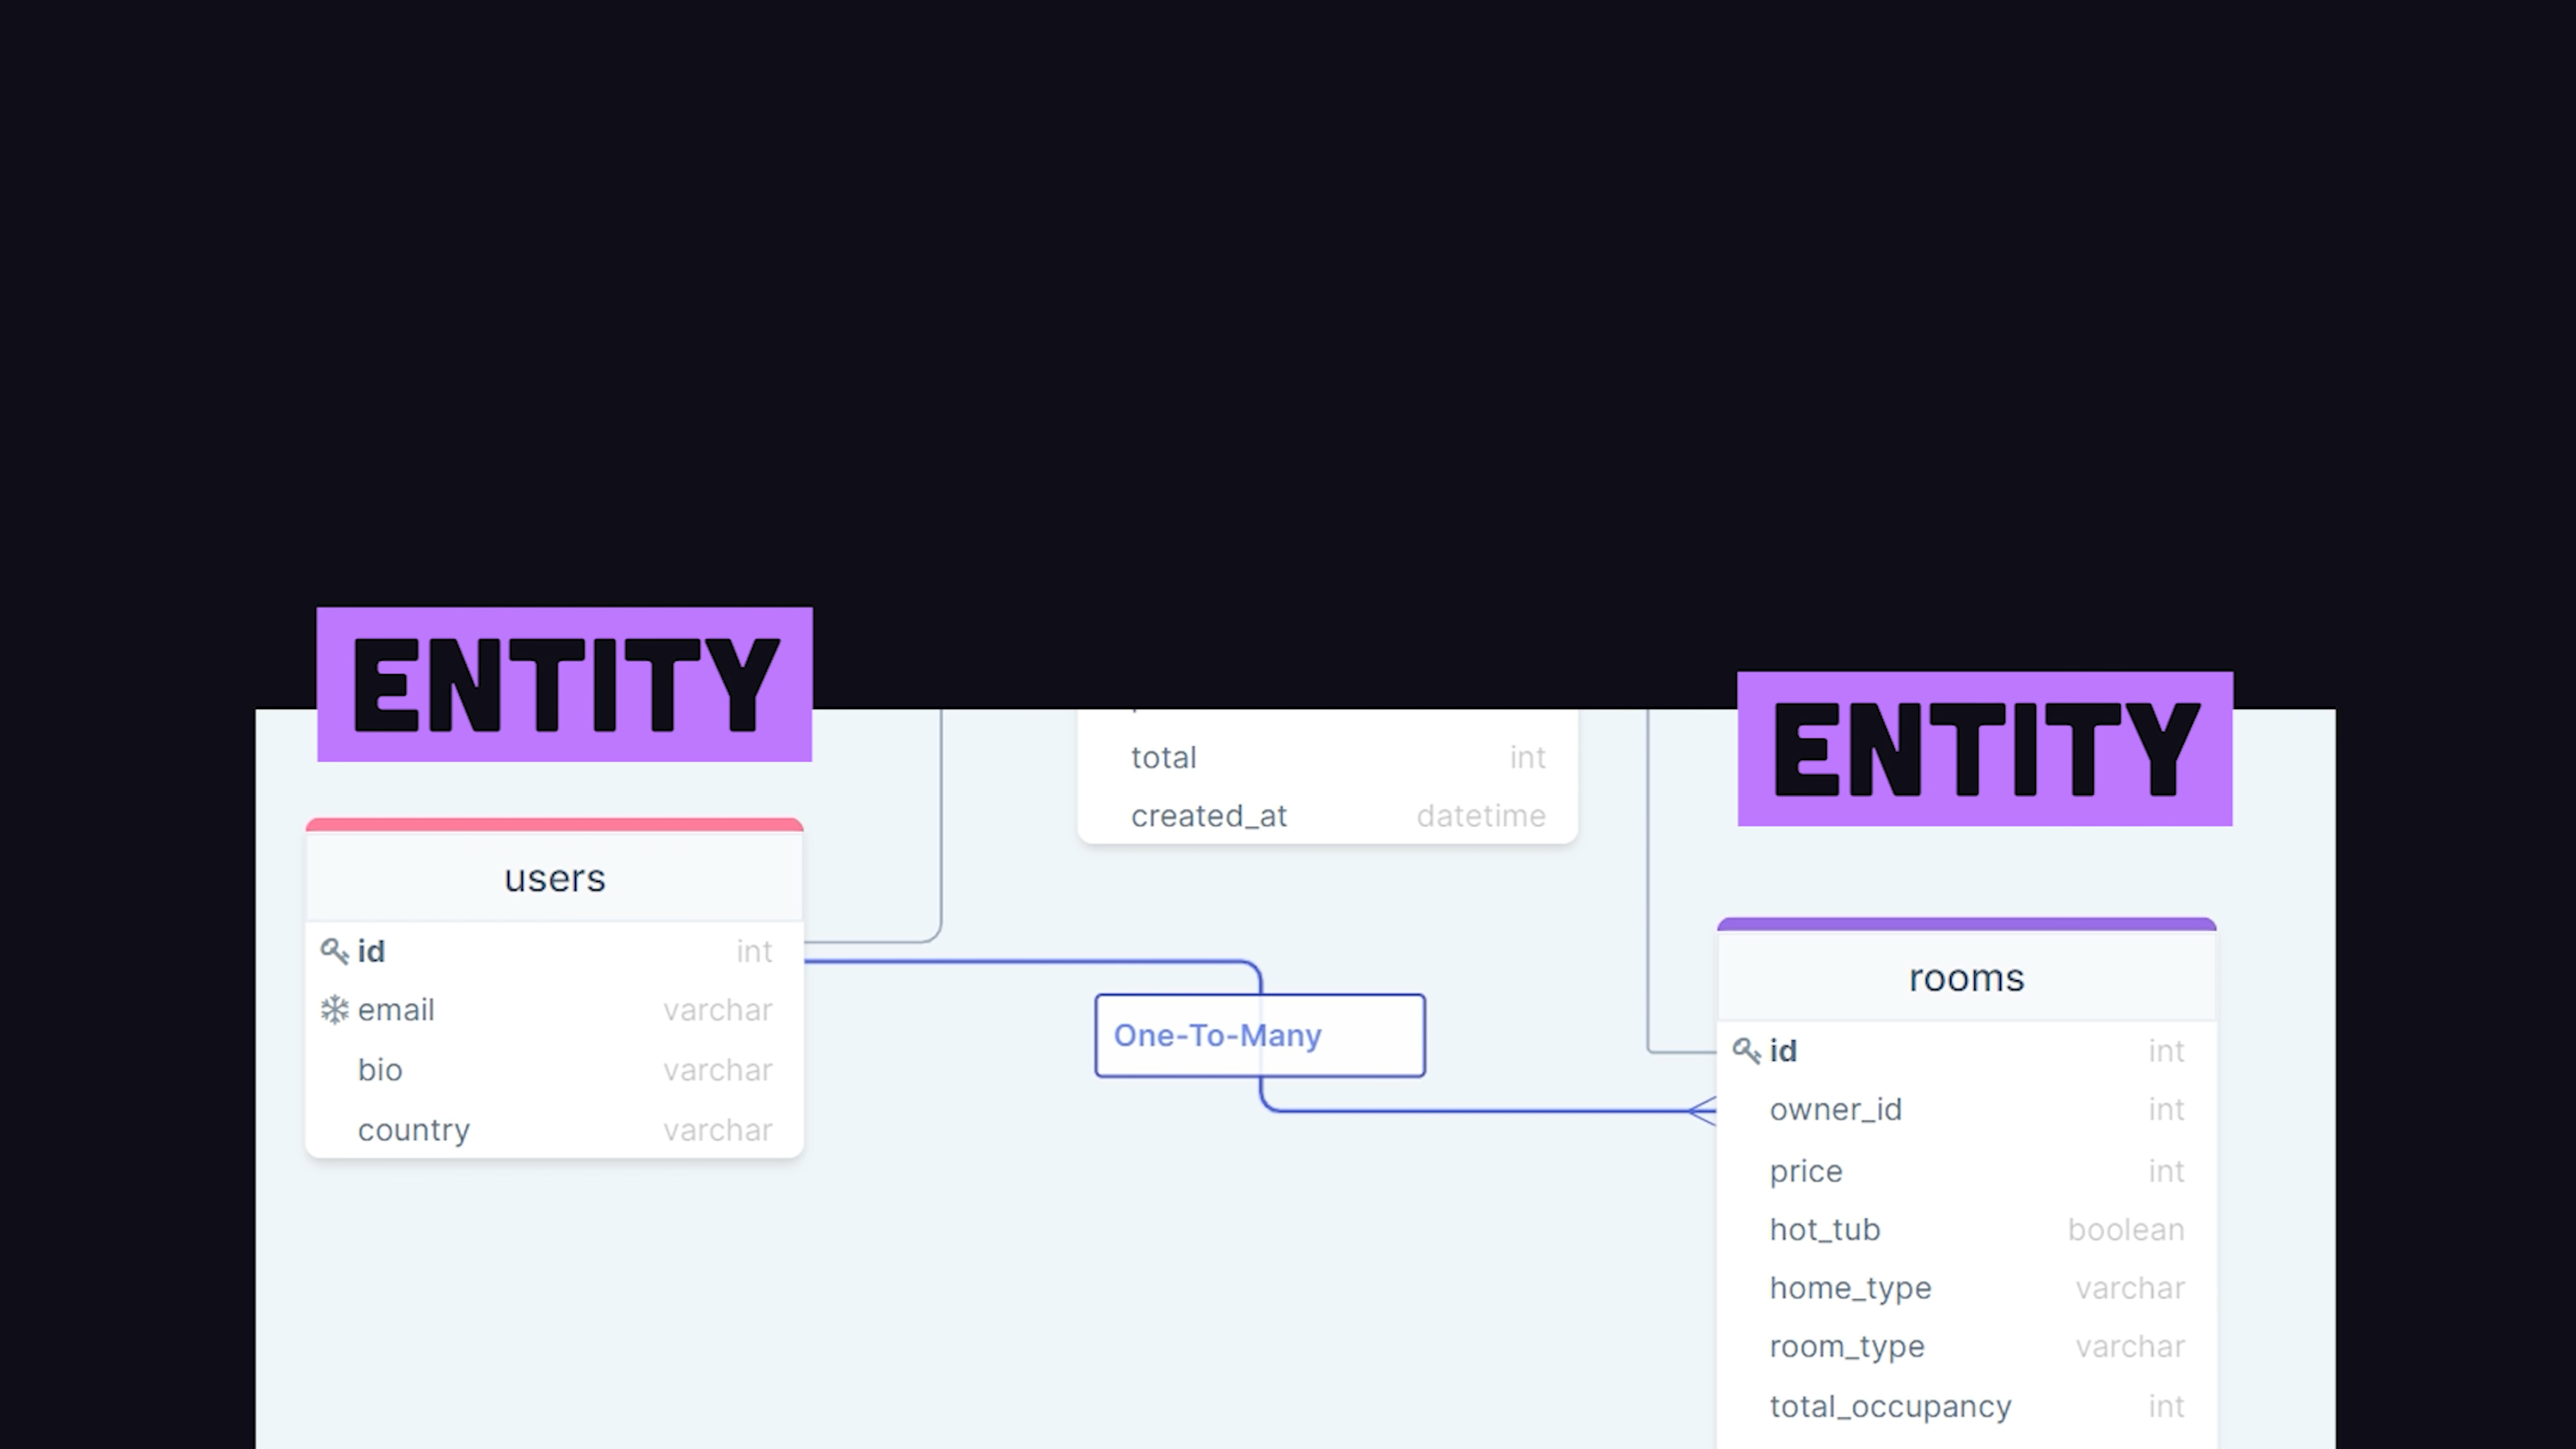 ENTITY
ENTITY
total int
created_at datetime
users
id int
email varchar
bio varchar
country varchar
One-To-Many
rooms
id int
owner_id int
price int
hot_tub boolean
home_type varchar
room_type varchar
total_occupancy int